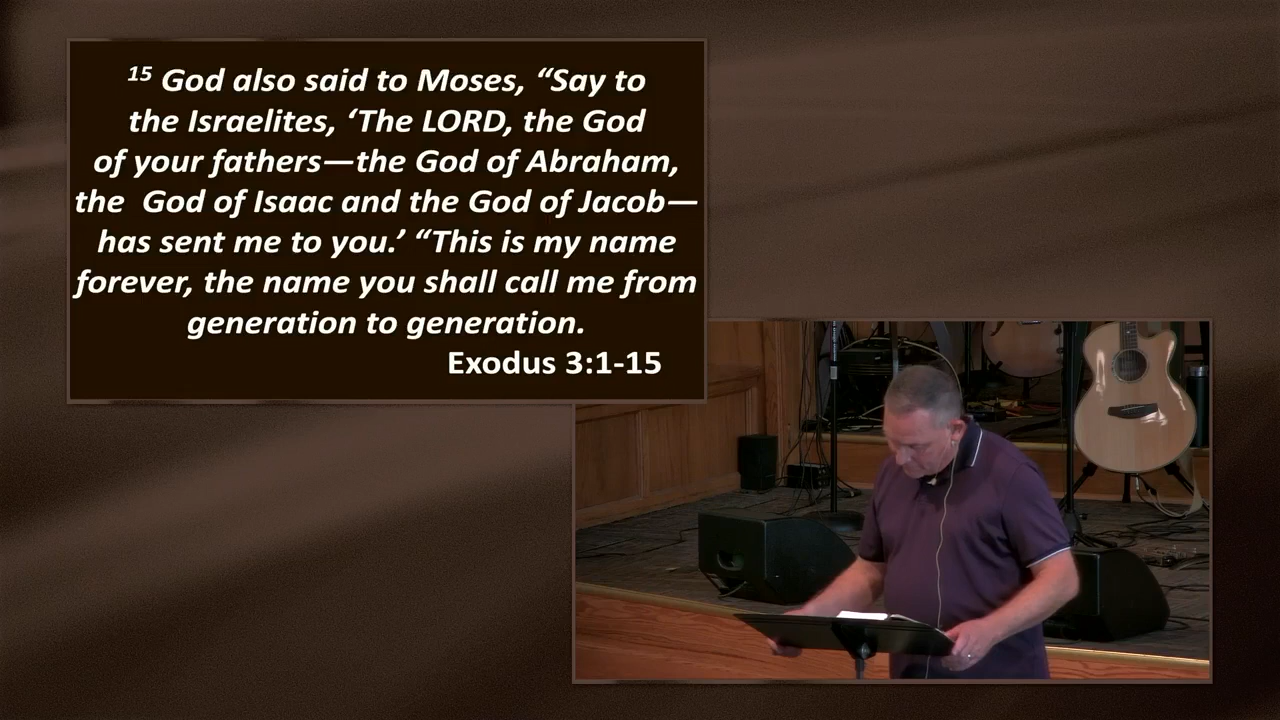 15 God also said to Moses, “Say to
the Israelites, ‘The LORD, the God
of your fathers—the God of Abraham,
the God of Isaac and the God of Jacob—
has sent me to you.’ “This is my name
forever, the name you shall call me from
generation to generation.
Exodus 3:1-15